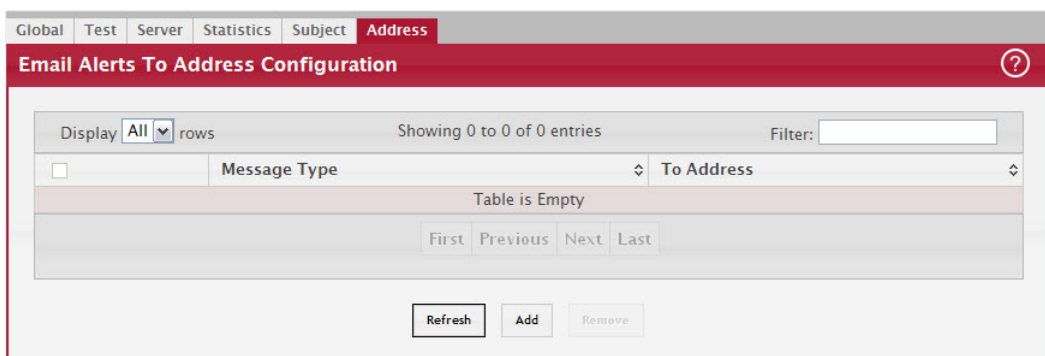 Global Test Server Statistics Subject Address
Email Alerts To Address Configuration ?
Display All rows Showing 0 to 0 of 0 entries Filter:
Message Type To Address
Table is Empty
First Previous Next Last
Refresh Add Remove